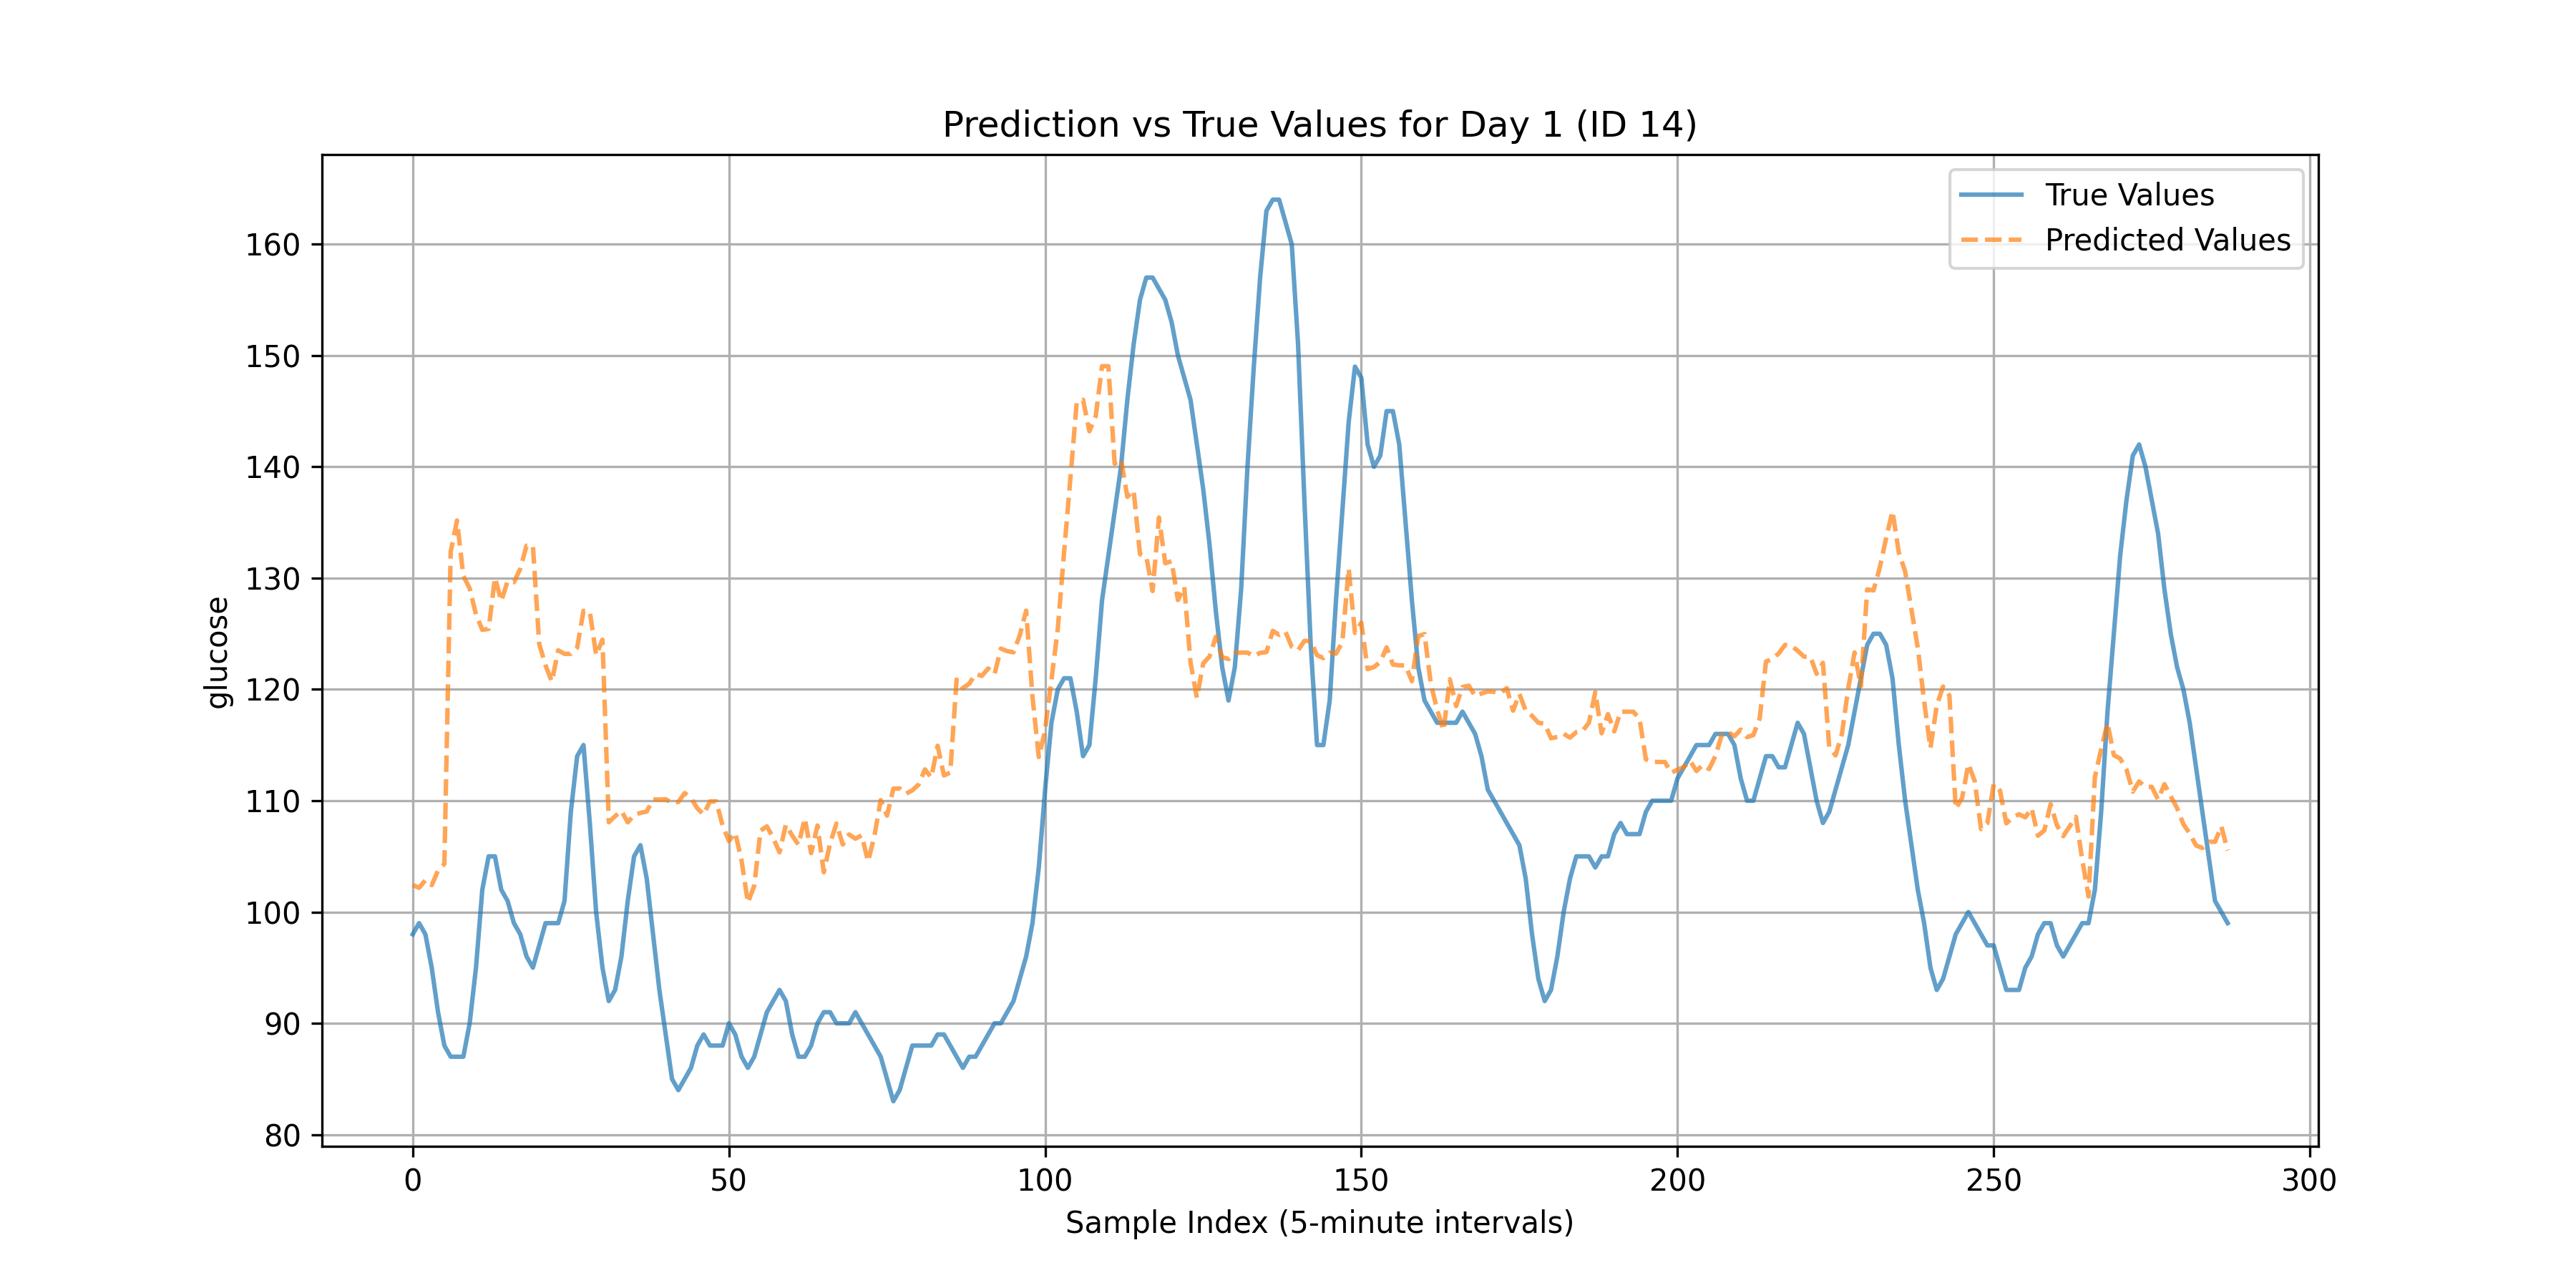 Prediction vs True Values for Day 1 (ID 14)
True Values
Predicted Values
glucose
160
150
140
130
120
110
100
90
80
0 50 100 150 200 250 300
Sample Index (5-minute intervals)